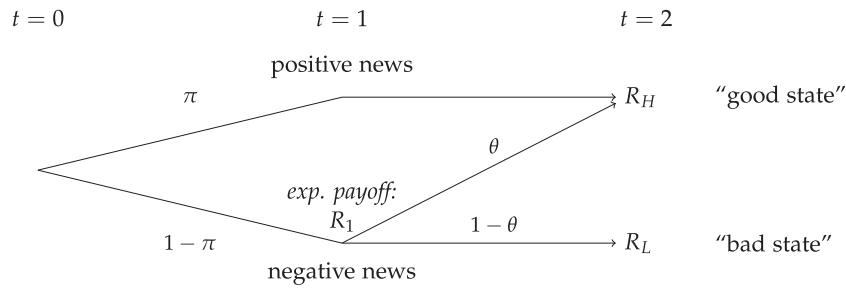 t = 0 t = 1 t = 2
positive news
π R_H “good state”
θ
exp. payoff:
R_1
1 − π 1 − θ R_L “bad state”
negative news